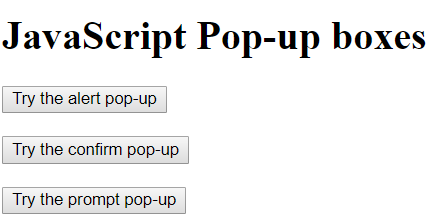 JavaScript Pop-up boxes
Try the alert pop-up
Try the confirm pop-up
Try the prompt pop-up